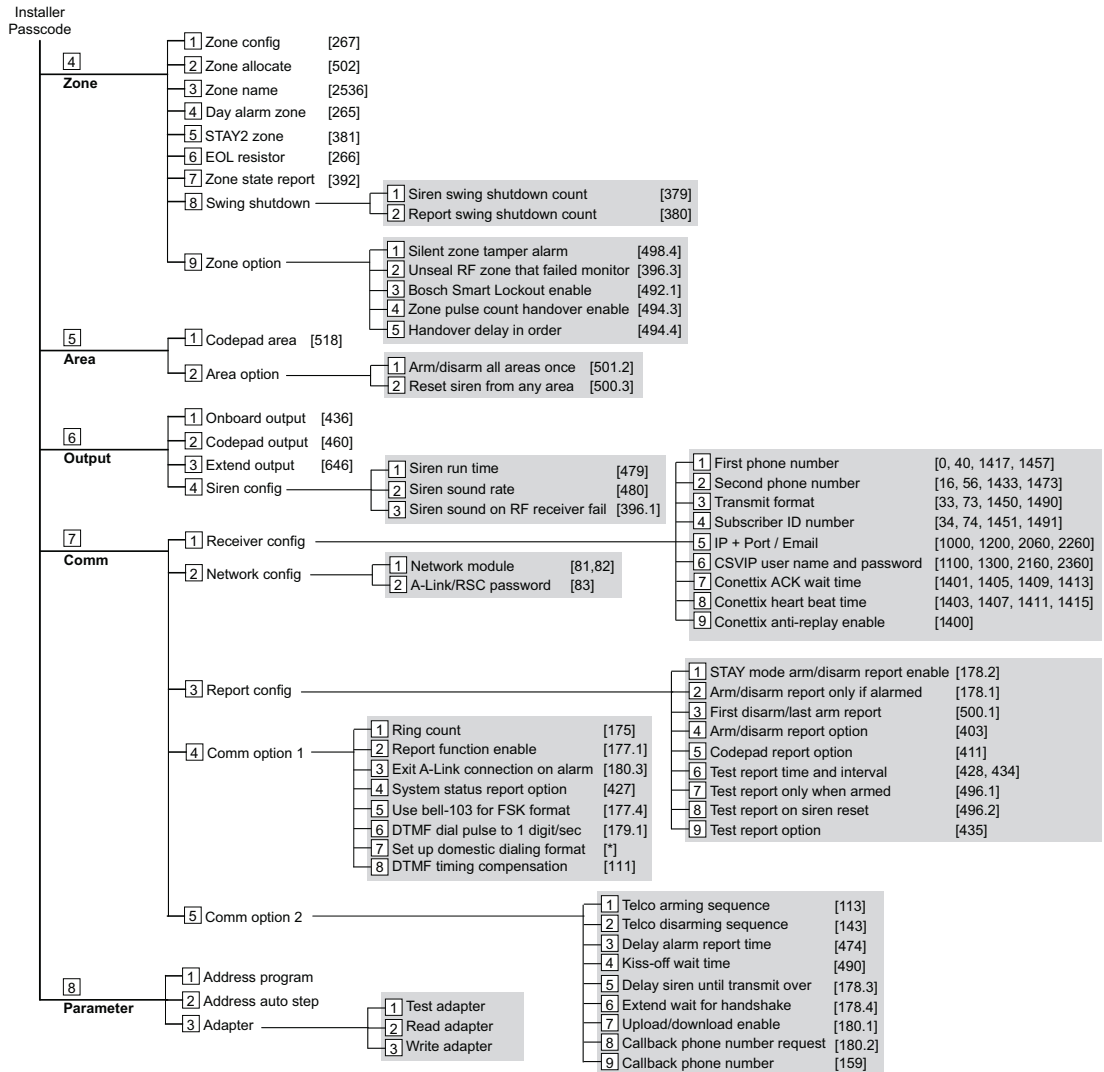 Installer
Passcode
4
Zone
1 Zone config [267]
2 Zone allocate [502]
3 Zone name [2536]
4 Day alarm zone [265]
5 STAY2 zone [381]
6 EOL resistor [266]
7 Zone state report [392]
8 Swing shutdown
1 Siren swing shutdown count [379]
2 Report swing shutdown count [380]
9 Zone option
1 Silent zone tamper alarm [498.4]
2 Unseal RF zone that failed monitor [396.3]
3 Bosch Smart Lockout enable [492.1]
4 Zone pulse count handover enable [494.3]
5 Handover delay in order [494.4]
5
Area
1 Codepad area [518]
2 Area option
1 Arm/disarm all areas once [501.2]
2 Reset siren from any area [500.3]
6
Output
1 Onboard output [436]
2 Codepad output [460]
3 Extend output [646]
4 Siren config
1 Siren run time [479]
2 Siren sound rate [480]
3 Siren sound on RF receiver fail [396.1]
7
Comm
1 Receiver config
1 First phone number [0, 40, 1417, 1457]
2 Second phone number [16, 56, 1433, 1473]
3 Transmit format [33, 73, 1450, 1490]
4 Subscriber ID number [34, 74, 1451, 1491]
5 IP + Port / Email [1000, 1200, 2060, 2260]
6 CSVIP user name and password [1100, 1300, 2160, 2360]
7 Conettix ACK wait time [1401, 1405, 1409, 1413]
8 Conettix heart beat time [1403, 1407, 1411, 1415]
9 Conettix anti-replay enable [1400]
2 Network config
1 Network module [81,82]
2 A-Link/RSC password [83]
3 Report config
1 STAY mode arm/disarm report enable [178.2]
2 Arm/disarm report only if alarmed [178.1]
3 First disarm/last arm report [500.1]
4 Arm/disarm report option [403]
5 Codepad report option [411]
6 Test report time and interval [428, 434]
7 Test report only when armed [496.1]
8 Test report on siren reset [496.2]
9 Test report option [435]
4 Comm option 1
1 Ring count [175]
2 Report function enable [177.1]
3 Exit A-Link connection on alarm [180.3]
4 System status report option [427]
5 Use bell-103 for FSK format [177.4]
6 DTMF dial pulse to 1 digit/sec [179.1]
7 Set up domestic dialing format [*]
8 DTMF timing compensation [111]
5 Comm option 2
1 Telco arming sequence [113]
2 Telco disarming sequence [143]
3 Delay alarm report time [474]
4 Kiss-off wait time [490]
5 Delay siren until transmit over [178.3]
6 Extend wait for handshake [178.4]
7 Upload/download enable [180.1]
8 Callback phone number request [180.2]
9 Callback phone number [159]
8
Parameter
1 Address program
2 Address auto step
3 Adapter
1 Test adapter
2 Read adapter
3 Write adapter